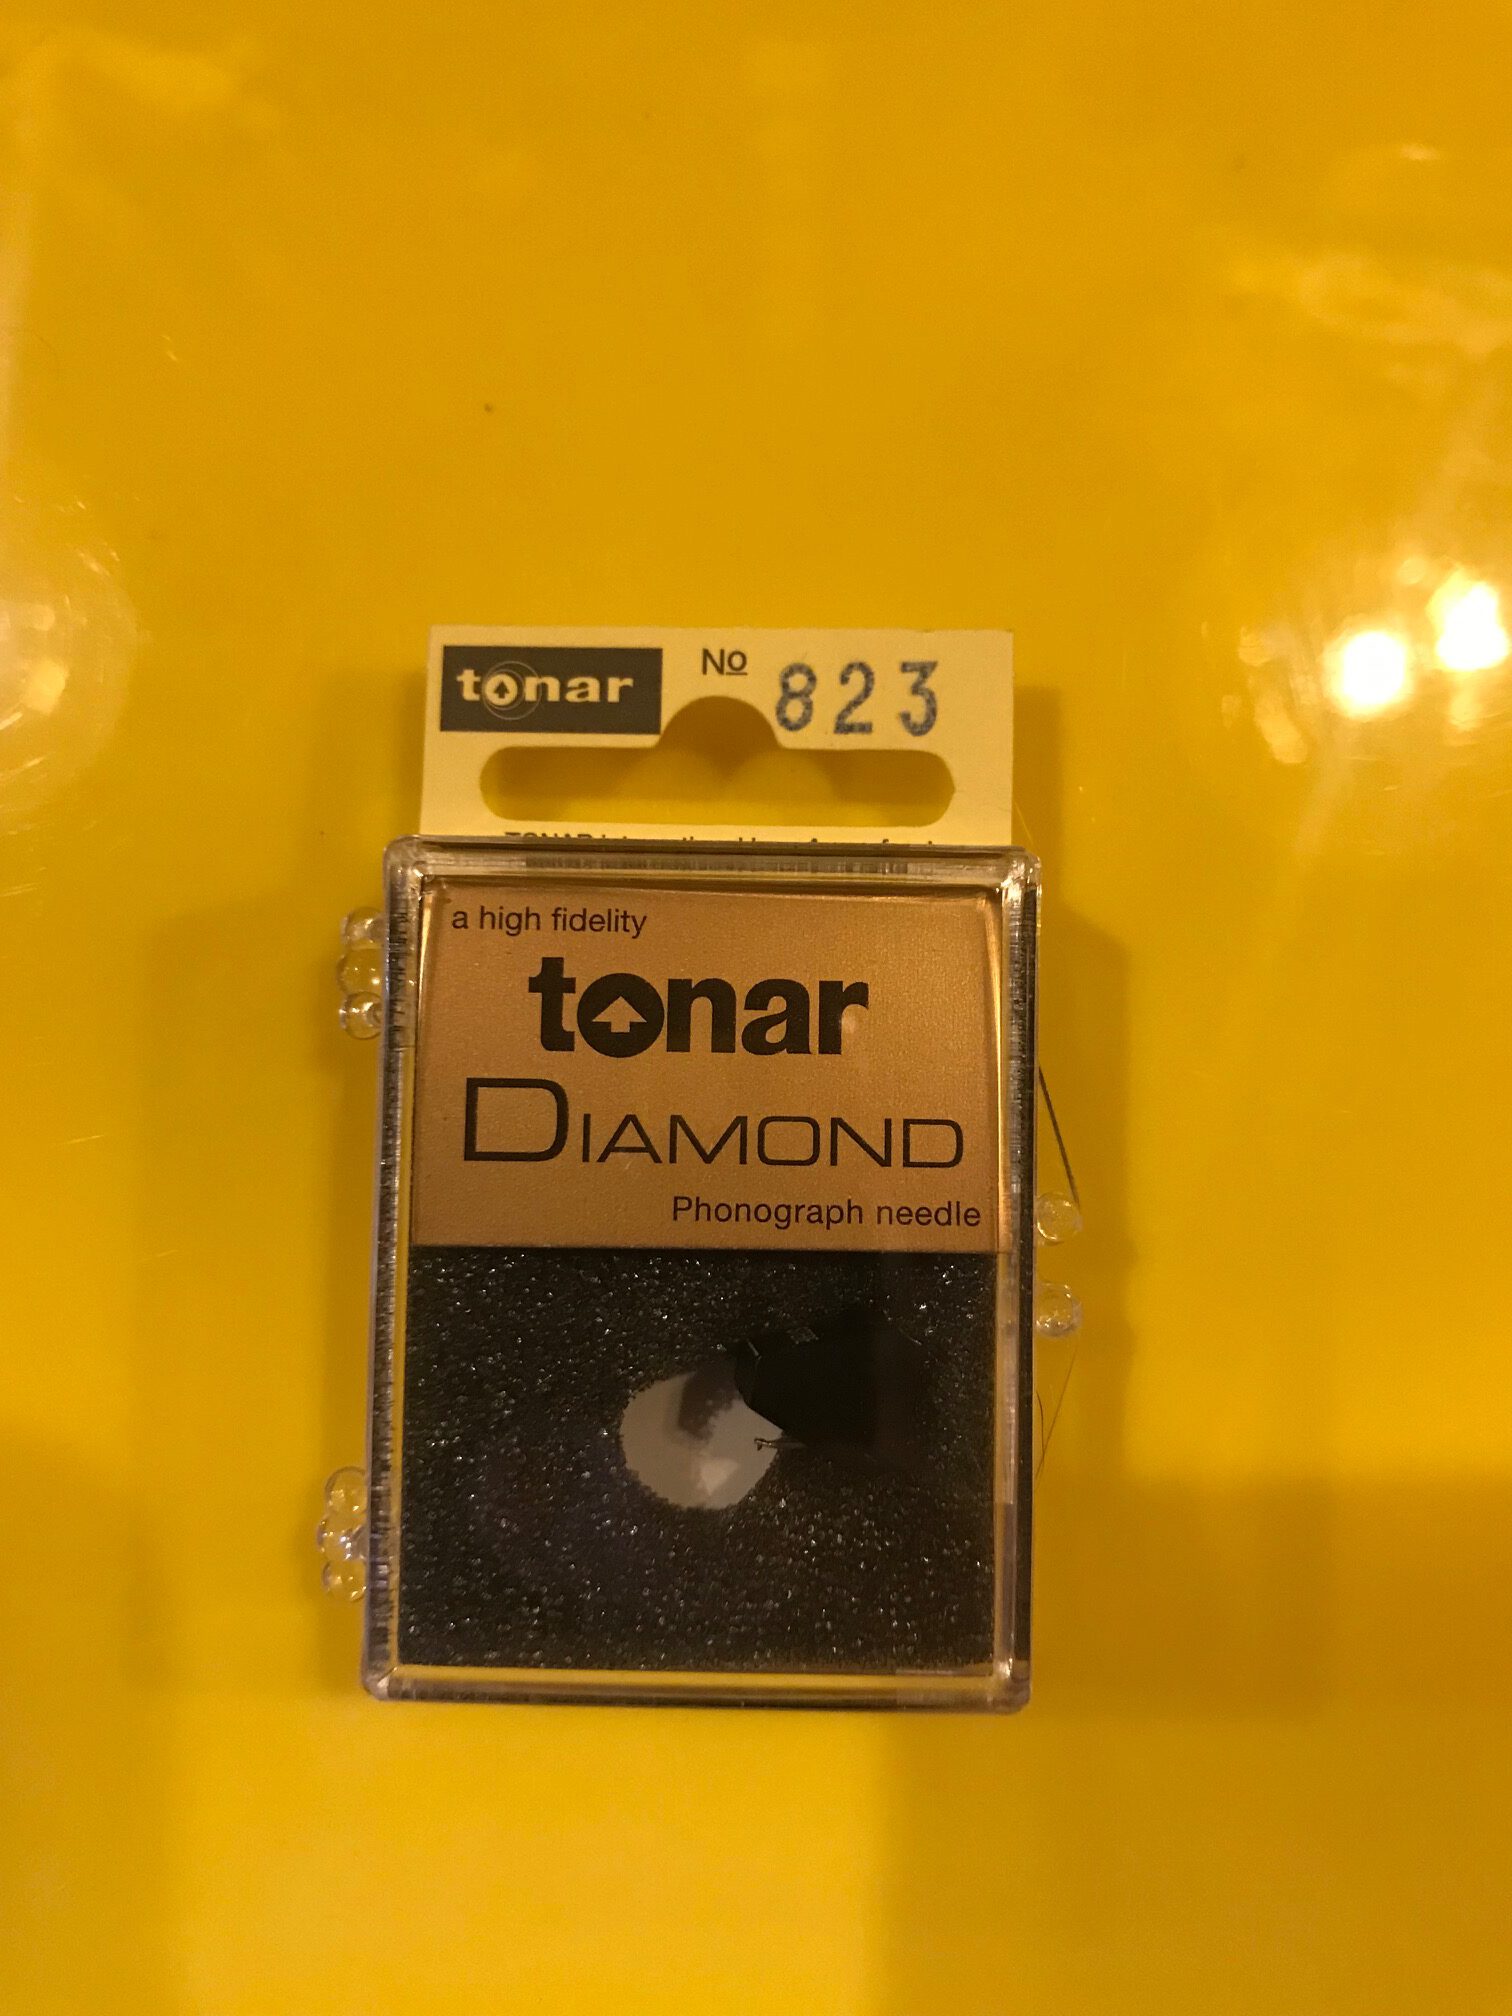 tonar No 823
a high fidelity
tonar
DIAMOND
Phonograph needle